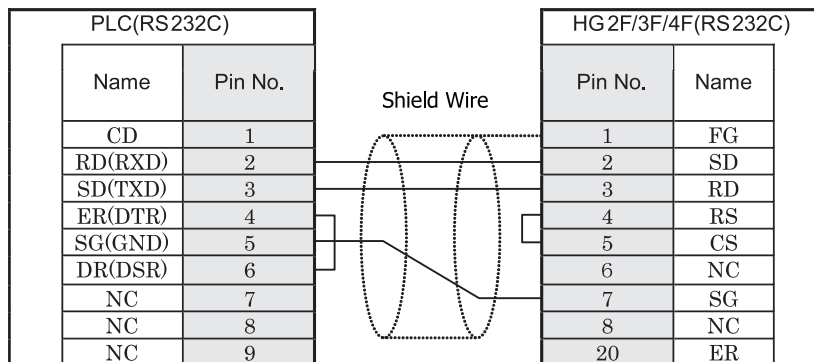 PLC(RS232C) HG2F/3F/4F(RS232C)
Name Pin No. Shield Wire Pin No. Name
CD 1 1 FG
RD(RXD) 2 2 SD
SD(TXD) 3 3 RD
ER(DTR) 4 4 RS
SG(GND) 5 5 CS
DR(DSR) 6 6 NC
NC 7 7 SG
NC 8 8 NC
NC 9 20 ER